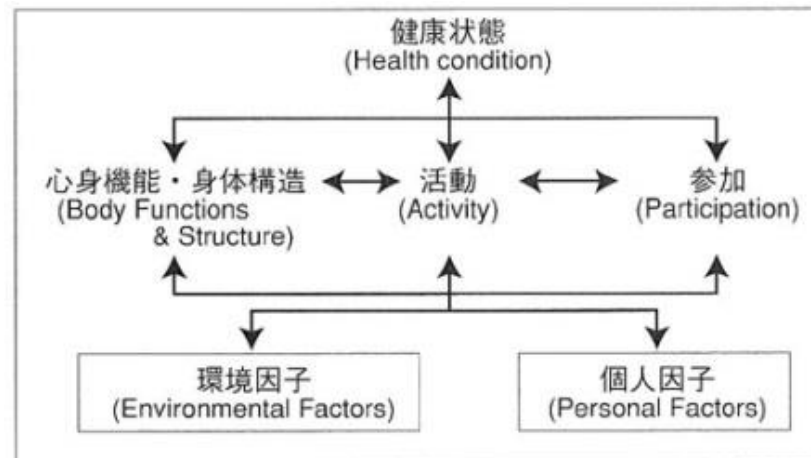 健康状態
(Health condition)
心身機能・身体構造
(Body Functions
& Structure)
活動
(Activity)
参加
(Participation)
環境因子
(Environmental Factors)
個人因子
(Personal Factors)